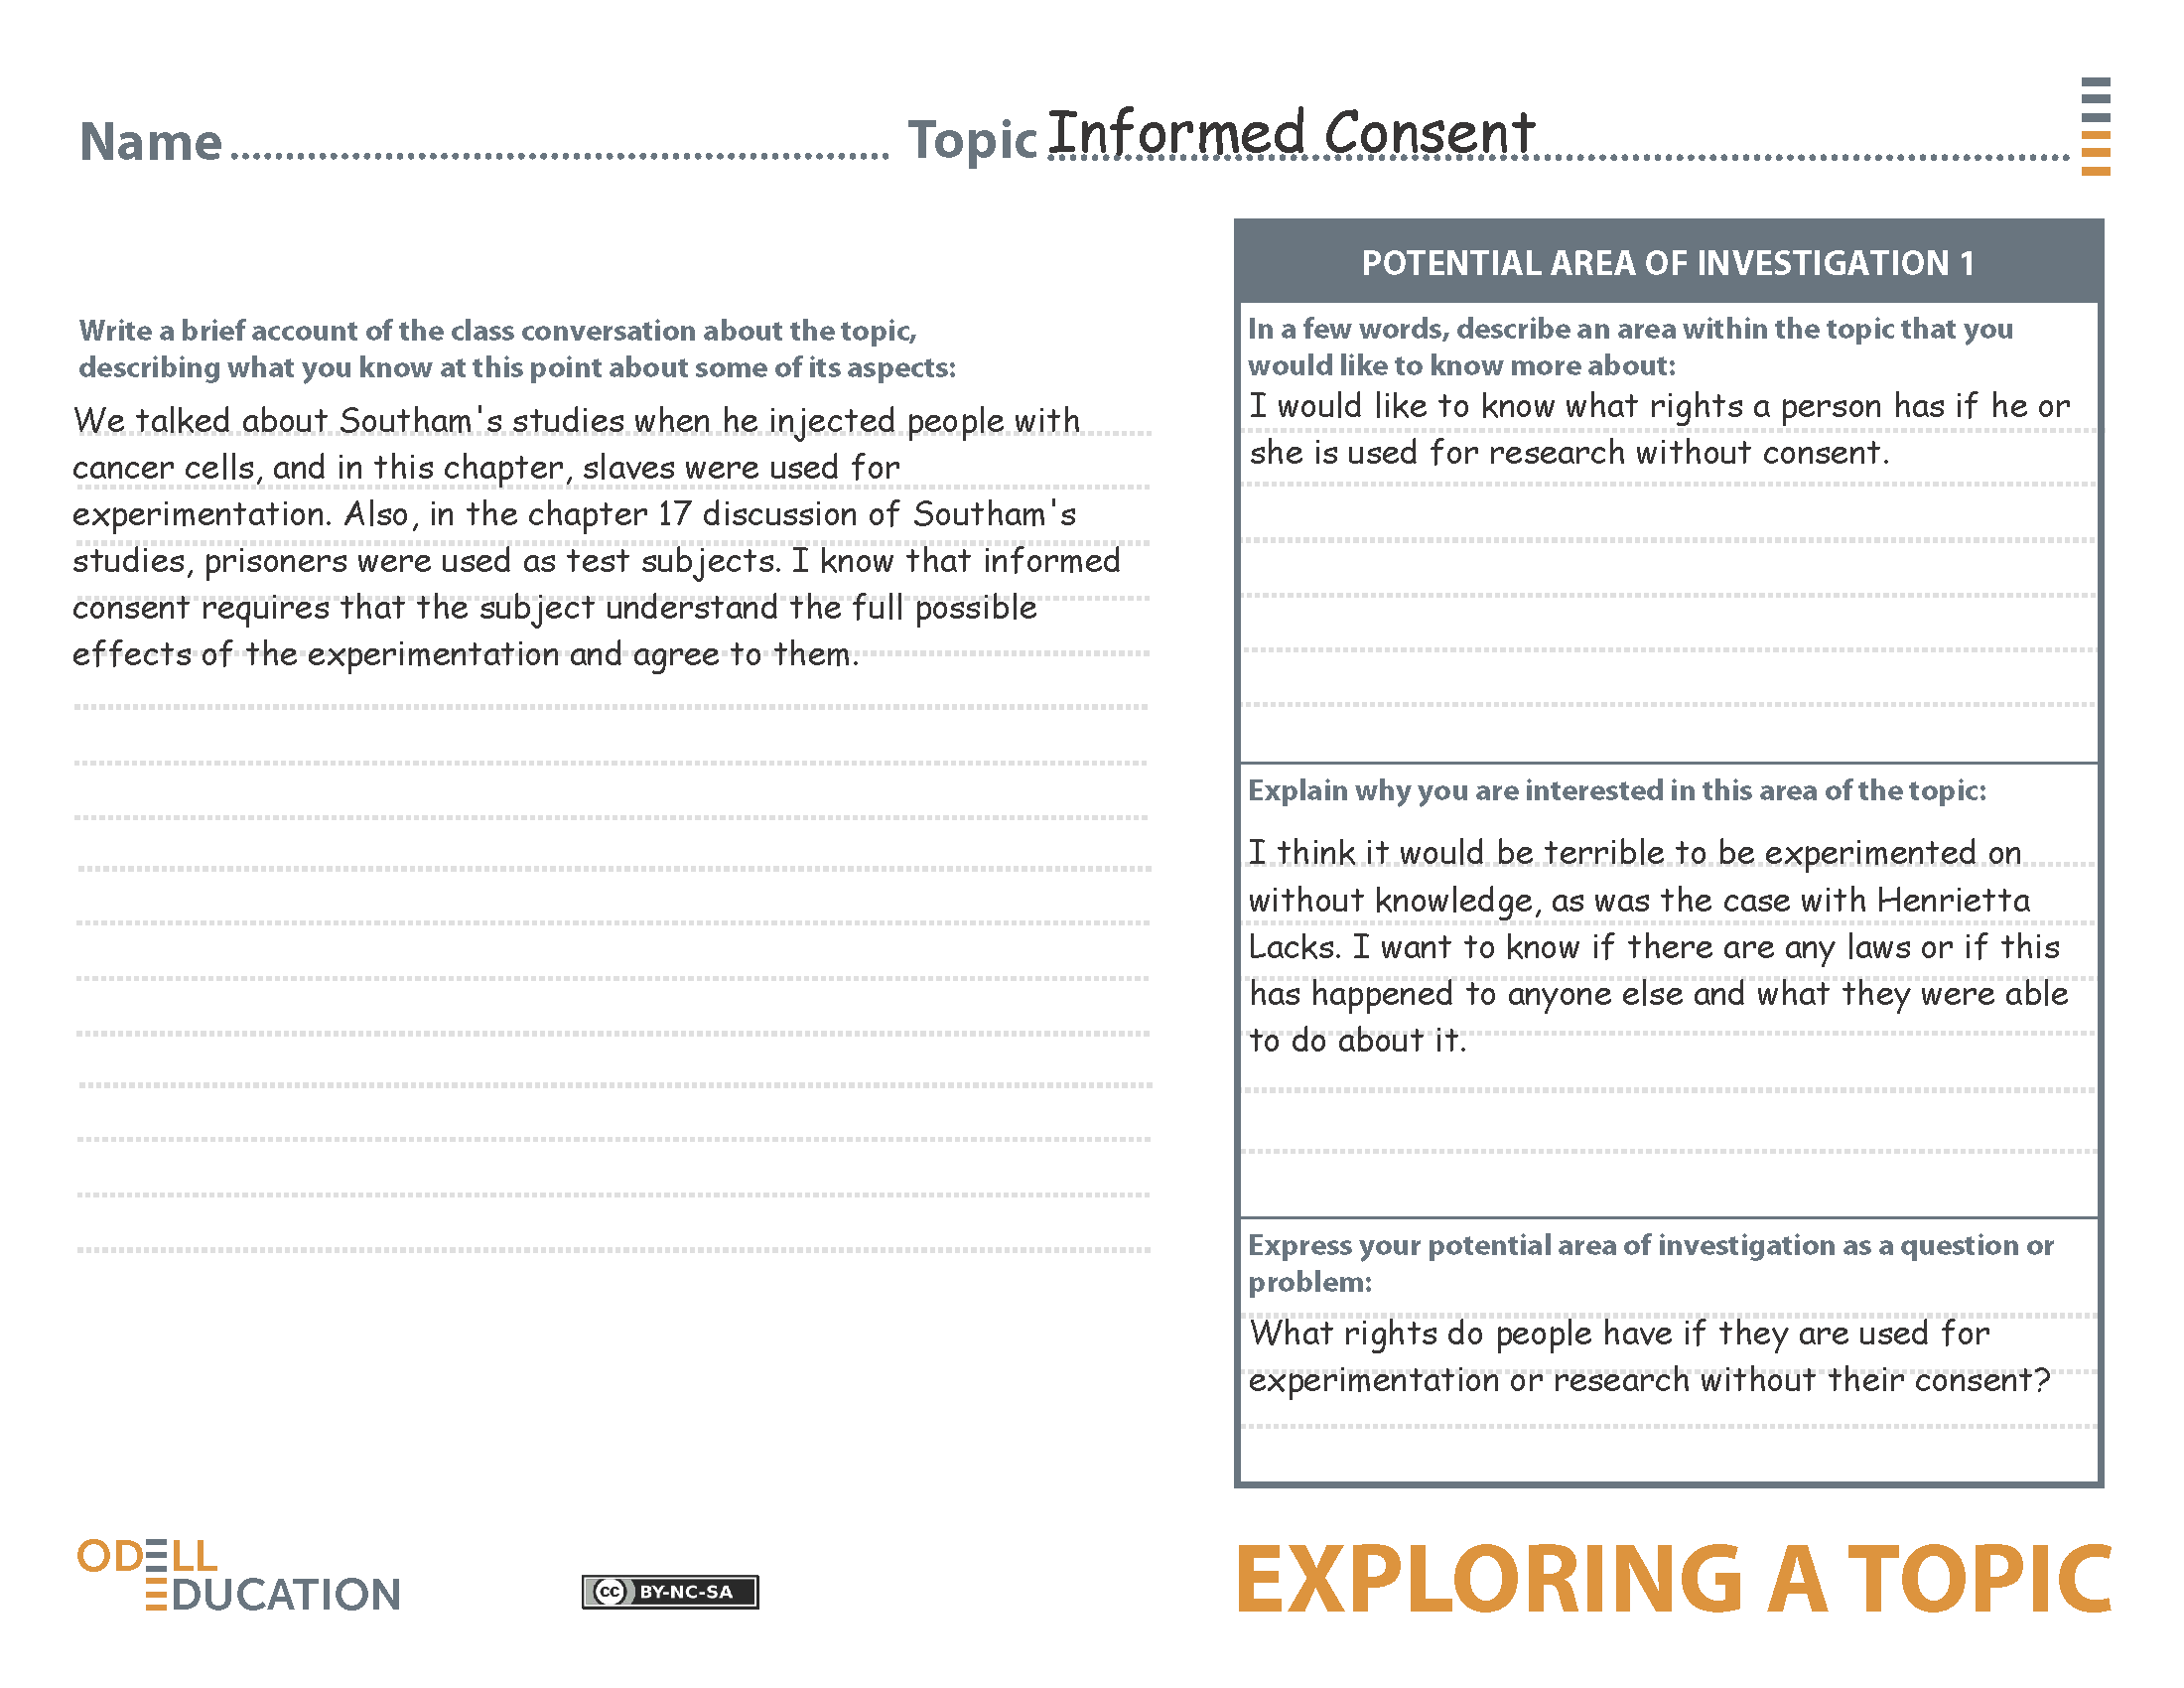 Name
Topic Informed Consent
Write a brief account of the class conversation about the topic,
describing what you know at this point about some of its aspects:
We talked about Southam's studies when he injected people with
cancer cells, and in this chapter, slaves were used for
experimentation. Also, in the chapter 17 discussion of Southam's
studies, prisoners were used as test subjects. I know that informed
consent requires that the subject understand the full possible
effects of the experimentation and agree to them.
POTENTIAL AREA OF INVESTIGATION 1
In a few words, describe an area within the topic that you
would like to know more about:
I would like to know what rights a person has if he or
she is used for research without consent.
Explain why you are interested in this area of the topic:
I think it would be terrible to be experimented on
without knowledge, as was the case with Henrietta
Lacks. I want to know if there are any laws or if this
has happened to anyone else and what they were able
to do about it.
Express your potential area of investigation as a question or
problem:
What rights do people have if they are used for
experimentation or research without their consent?
ODELL
EDUCATION
cc BY-NC-SA
EXPLORING A TOPIC